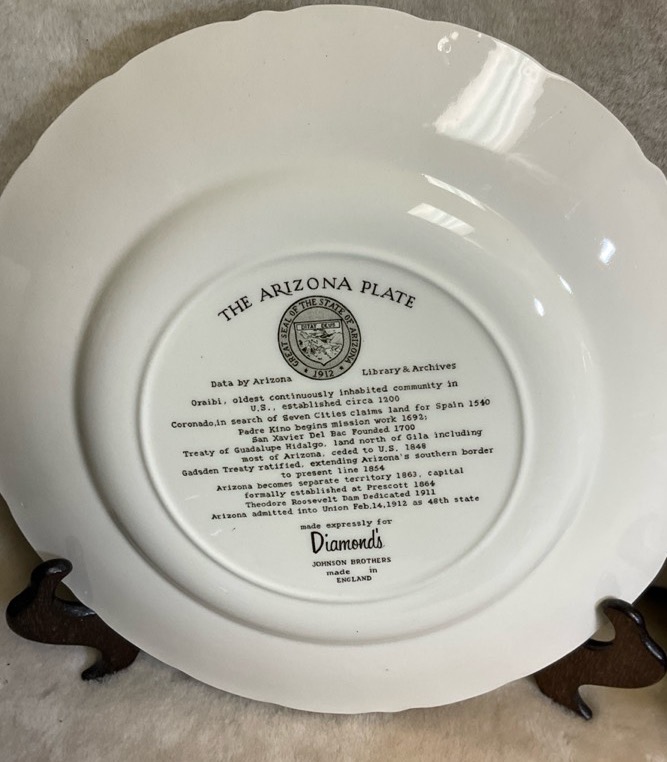 THE ARIZONA PLATE
GREAT SEAL OF THE STATE OF ARIZONA
DITAT DEUS
1912
Data by Arizona Library & Archives
Oraibi, oldest continuously inhabited community in
U.S., established circa 1200
Coronado,in search of Seven Cities claims land for Spain 1540
Padre Kino begins mission work 1692;
San Xavier Del Bac Founded 1700
Treaty of Guadalupe Hidalgo, land north of Gila including
most of Arizona, ceded to U.S. 1848
Gadsden Treaty ratified, extending Arizona's southern border
to present line 1854
Arizona becomes separate territory 1863, capital
formally established at Prescott 1864
Theodore Roosevelt Dam Dedicated 1911
Arizona admitted into Union Feb.14,1912 as 48th state
made expressly for
Diamond's
JOHNSON BROTHERS
made in
ENGLAND